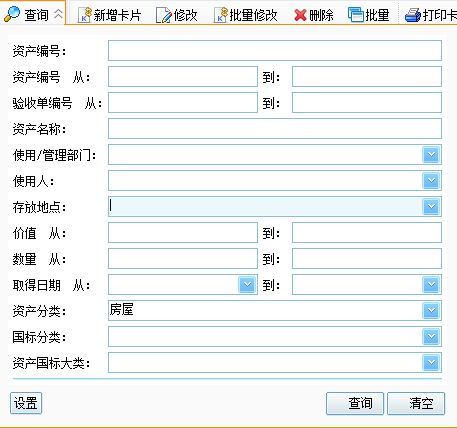 查询 新增卡片 修改 批量修改 删除 批量 打印卡
资产编号：
资产编号 从： 到：
验收单编号 从： 到：
资产名称：
使用/管理部门：
使用人：
存放地点：
价值 从： 到：
数量 从： 到：
取得日期 从： 到：
资产分类： 房屋
国标分类：
资产国标大类：
设置 查询 清空